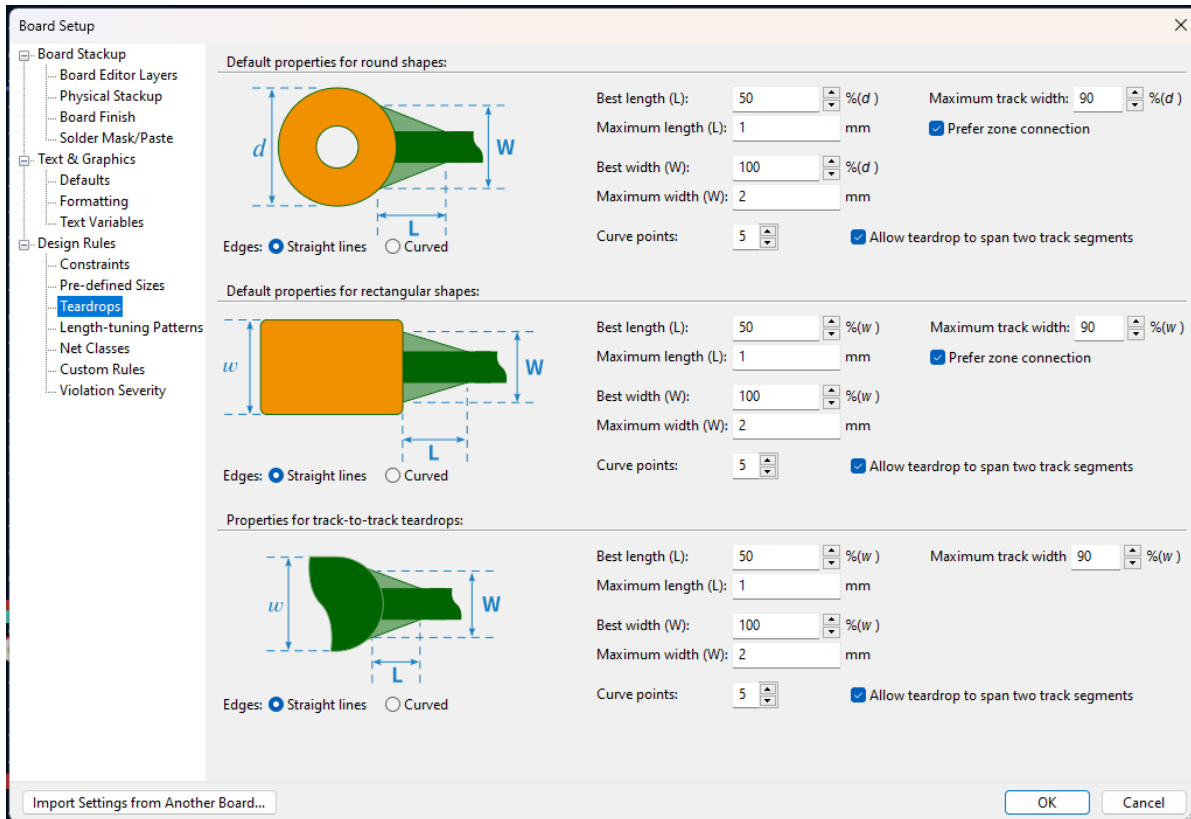 Board Setup
Board Stackup
Board Editor Layers
Physical Stackup
Board Finish
Solder Mask/Paste
Text & Graphics
Defaults
Formatting
Text Variables
Design Rules
Constraints
Pre-defined Sizes
Teardrops
Length-tuning Patterns
Net Classes
Custom Rules
Violation Severity
Default properties for round shapes:
d
W
L
Edges: Straight lines Curved
Best length (L): 50 %(d) Maximum track width: 90 %(d)
Maximum length (L): 1 mm Prefer zone connection
Best width (W): 100 %(d)
Maximum width (W): 2 mm
Curve points: 5 Allow teardrop to span two track segments
Default properties for rectangular shapes:
w
W
L
Edges: Straight lines Curved
Best length (L): 50 %(w) Maximum track width: 90 %(w)
Maximum length (L): 1 mm Prefer zone connection
Best width (W): 100 %(w)
Maximum width (W): 2 mm
Curve points: 5 Allow teardrop to span two track segments
Properties for track-to-track teardrops:
w
W
L
Edges: Straight lines Curved
Best length (L): 50 %(w) Maximum track width 90 %(w)
Maximum length (L): 1 mm
Best width (W): 100 %(w)
Maximum width (W): 2 mm
Curve points: 5 Allow teardrop to span two track segments
Import Settings from Another Board... OK Cancel